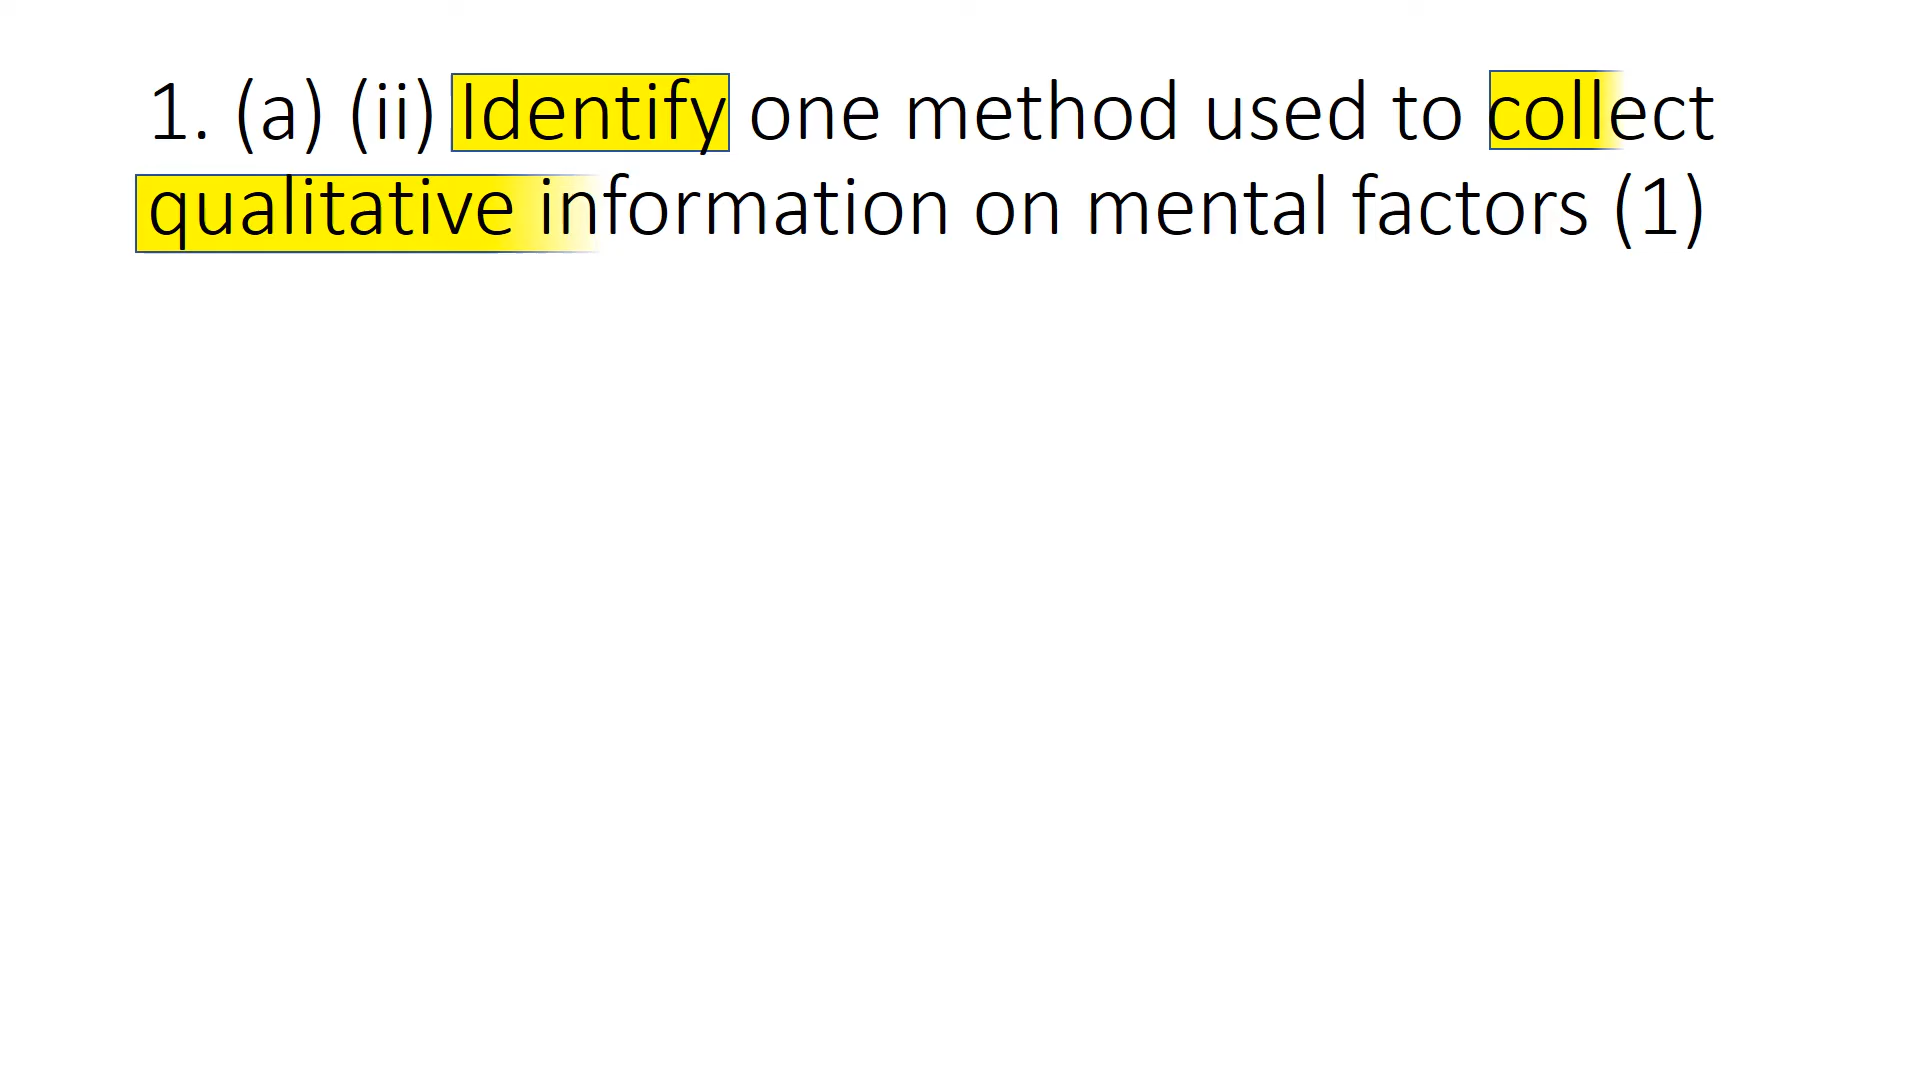 1. (a) (ii) Identify one method used to collect
qualitative information on mental factors (1)